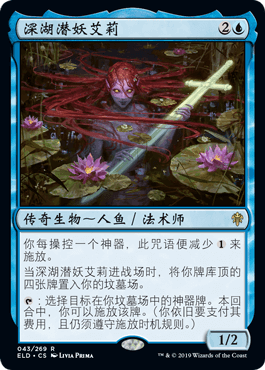 深湖潜妖艾莉 2
传奇生物～人鱼 / 法术师
你每操控一个神器，此咒语便减少 1 来
施放。
当深湖潜妖艾莉进战场时，将你牌库顶的
四张牌置入你的坟墓场。
：选择目标在你坟墓场中的神器牌。本回
合中，你可以施放该牌。（你依旧要支付其
费用，且仍须遵守施放时机规则。）
1/2
043/269 R
ELD • CS LIVIA PRIMA
™ & © 2019 Wizards of the Coast